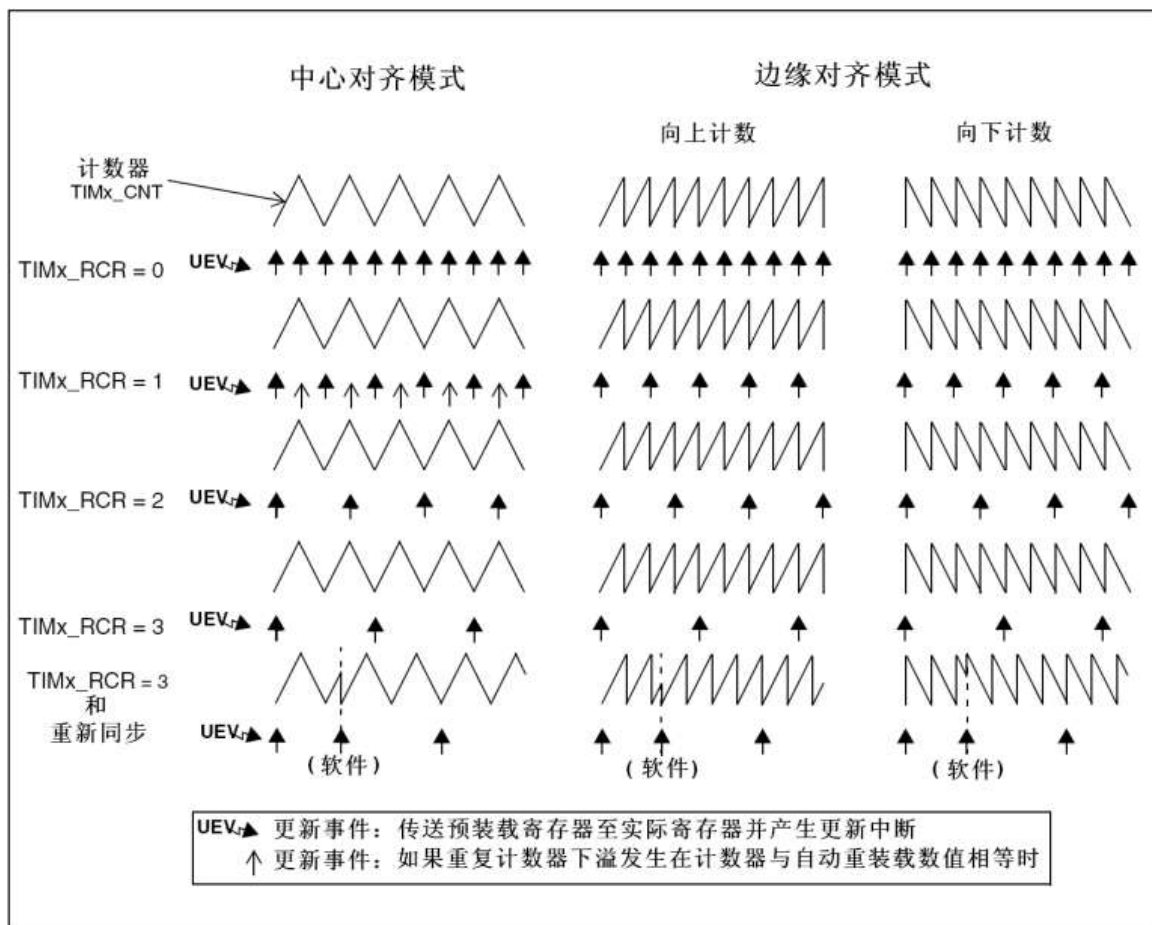 中心对齐模式
边缘对齐模式
向上计数
向下计数
计数器
TIMx_CNT
TIMx_RCR = 0
UEV
TIMx_RCR = 1
UEV
TIMx_RCR = 2
UEV
TIMx_RCR = 3
UEV
TIMx_RCR = 3
和
重新同步
UEV
(软件)
(软件)
(软件)
UEV 更新事件：传送预装载寄存器至实际寄存器并产生更新中断
更新事件：如果重复计数器下溢发生在计数器与自动重装载数值相等时